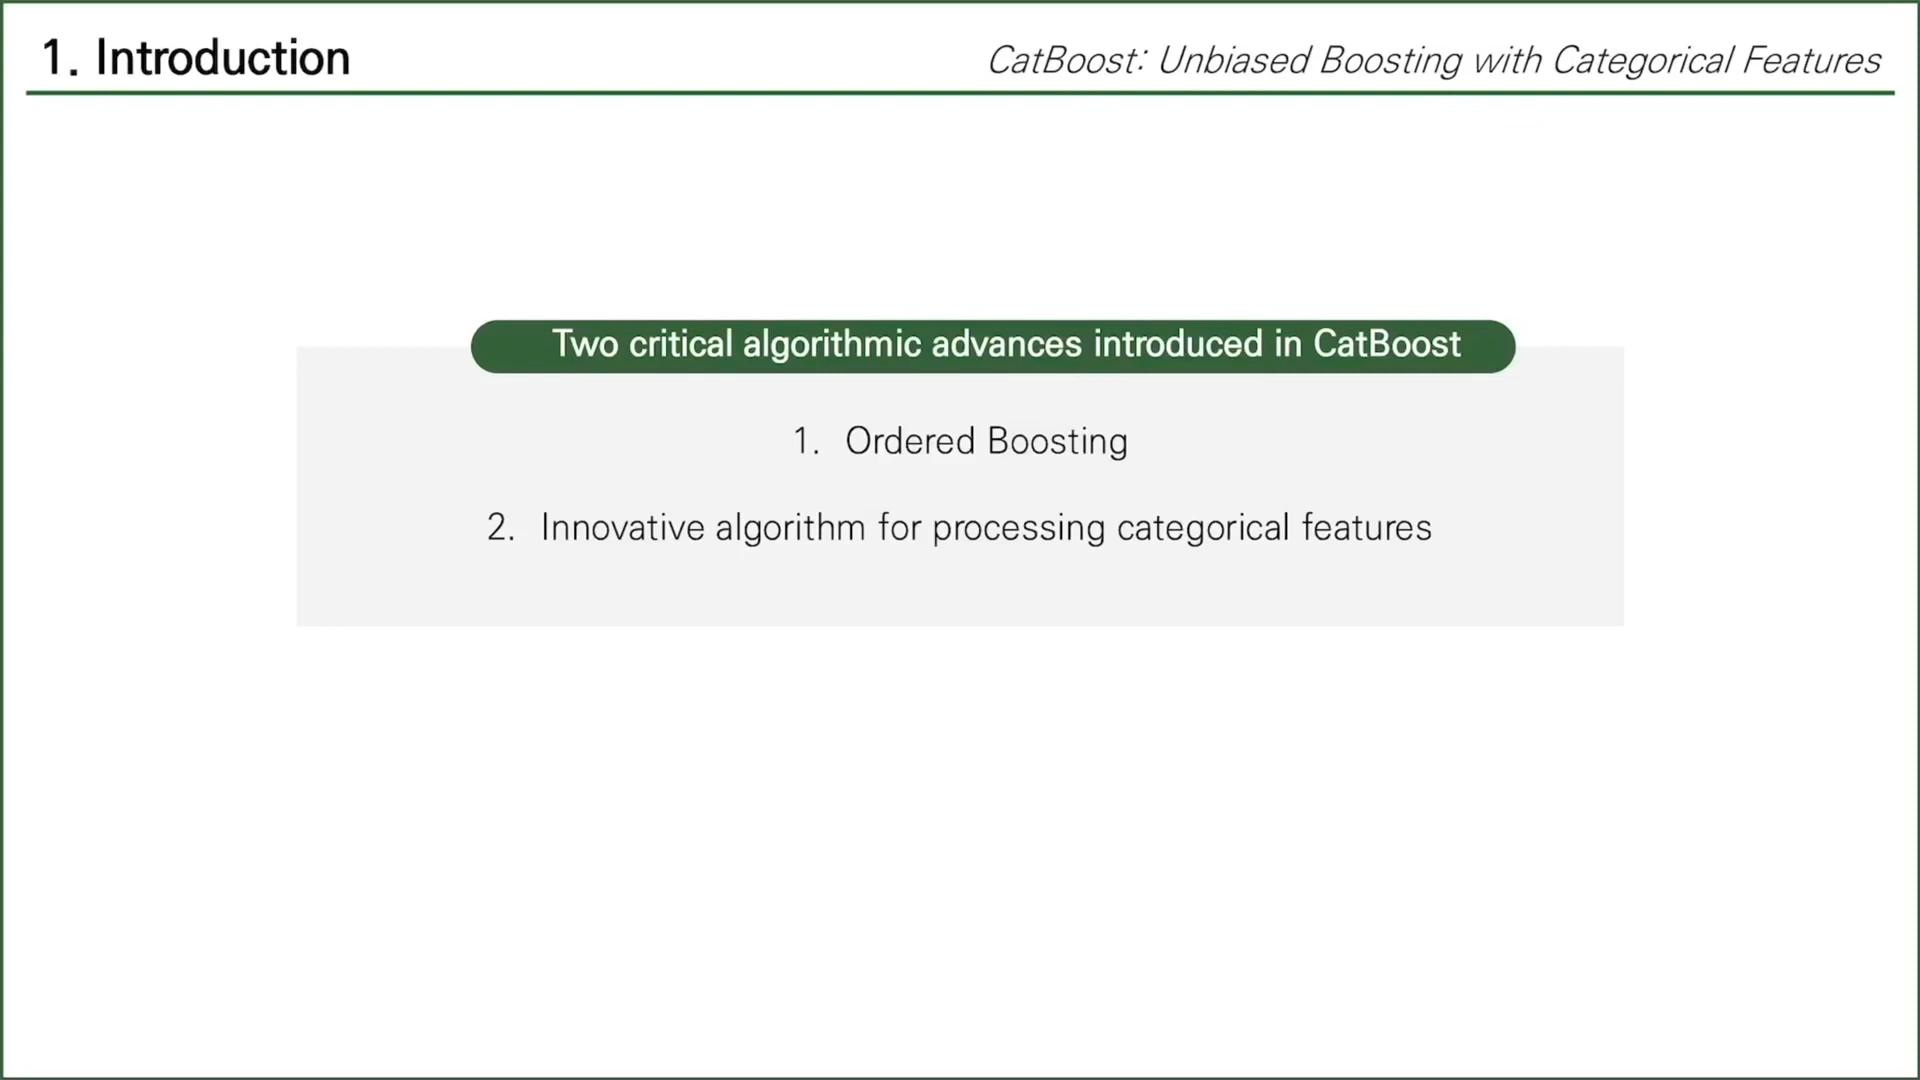 1. Introduction
CatBoost: Unbiased Boosting with Categorical Features
Two critical algorithmic advances introduced in CatBoost
1. Ordered Boosting
2. Innovative algorithm for processing categorical features